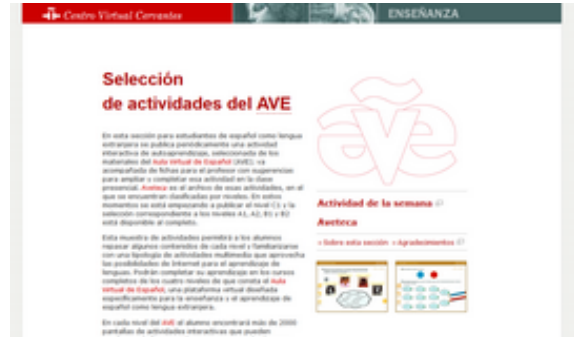 Centro Virtual Cervantes
ENSEÑANZA
Selección
de actividades del AVE
En esta sección para estudiantes de español como lengua
extranjera se publica periódicamente una actividad
interactiva de autoaprendizaje, seleccionada de los
materiales del Aula Virtual de Español (AVE); va
acompañada de fichas para el profesor con sugerencias
para ampliar y completar esa actividad en la clase
presencial. Aveteca es el archivo de esas actividades, en el
que se encuentran clasificadas por niveles. En estos
momentos se está empezando a publicar el nivel C1 y la
selección correspondiente a los niveles A1, A2, B1 y B2
está disponible al completo.
Esta muestra de actividades permitirá a los alumnos
repasar algunos contenidos de cada nivel y familiarizarse
con una tipología de actividades multimedia que aprovecha
las posibilidades de Internet para el aprendizaje de
lenguas. Podrán completar su aprendizaje en los cursos
completos de los cuatro niveles de que consta el Aula
Virtual de Español, una plataforma virtual diseñada
específicamente para la enseñanza y el aprendizaje de
español como lengua extranjera.
En cada nivel del AVE el alumno encontrará más de 2000
pantallas de actividades interactivas que pueden
ave
Actividad de la semana
Aveteca
» Sobre esta sección » Agradecimientos